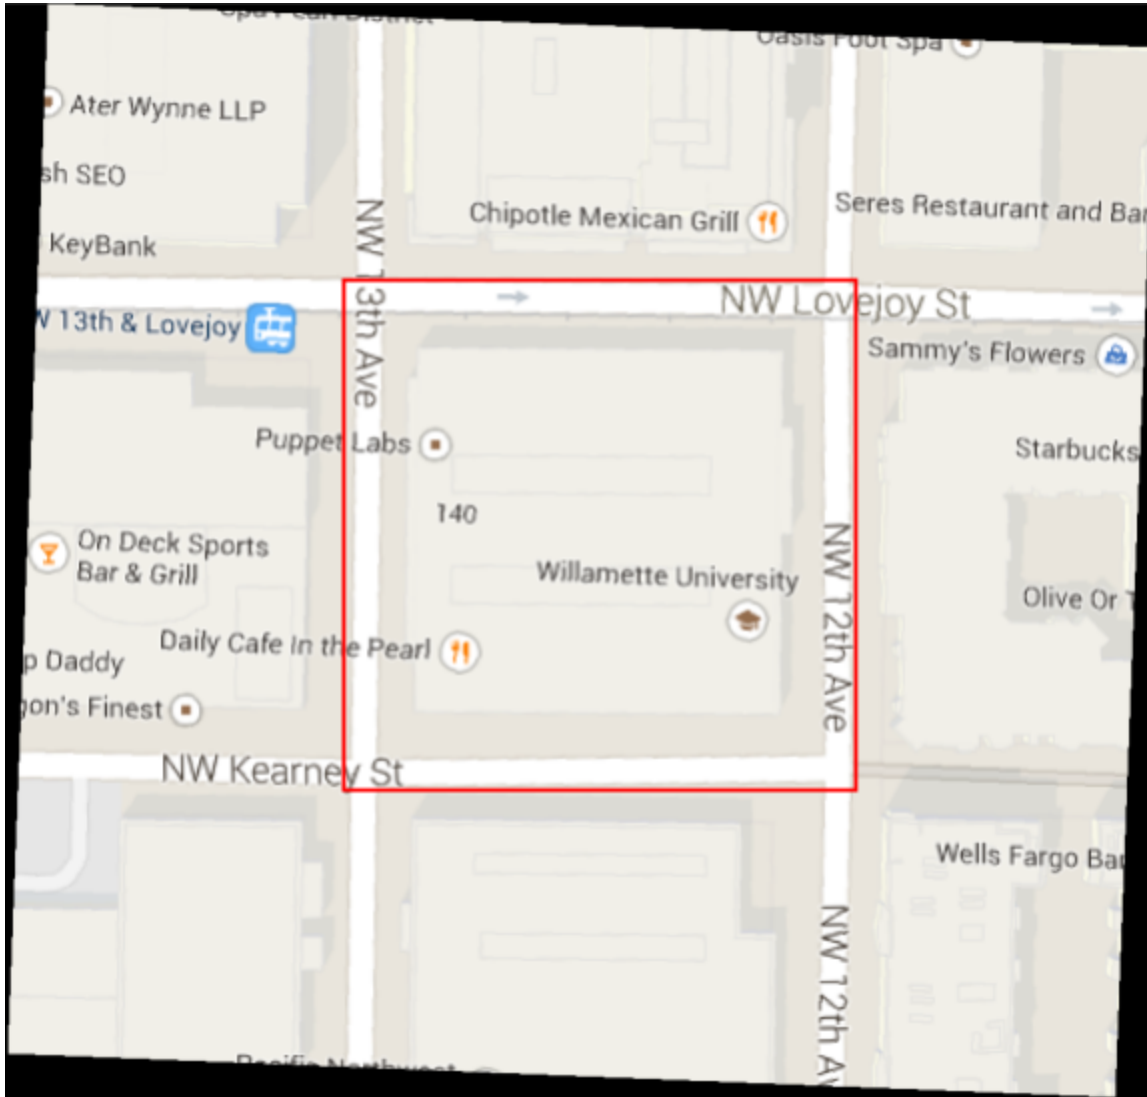 Ater Wynne LLP
sh SEO
Chipotle Mexican Grill
Seres Restaurant and Bar
KeyBank
NW 13th Ave
NW Lovejoy St
13th & Lovejoy
Sammy's Flowers
Puppet Labs
Starbucks
140
On Deck Sports
Bar & Grill
Willamette University
NW 12th Ave
Olive Or
Daily Cafe In the Pearl
p Daddy
gon's Finest
NW Kearney St
Wells Fargo Ba
NW 12th Av
Oasis Foot Spa